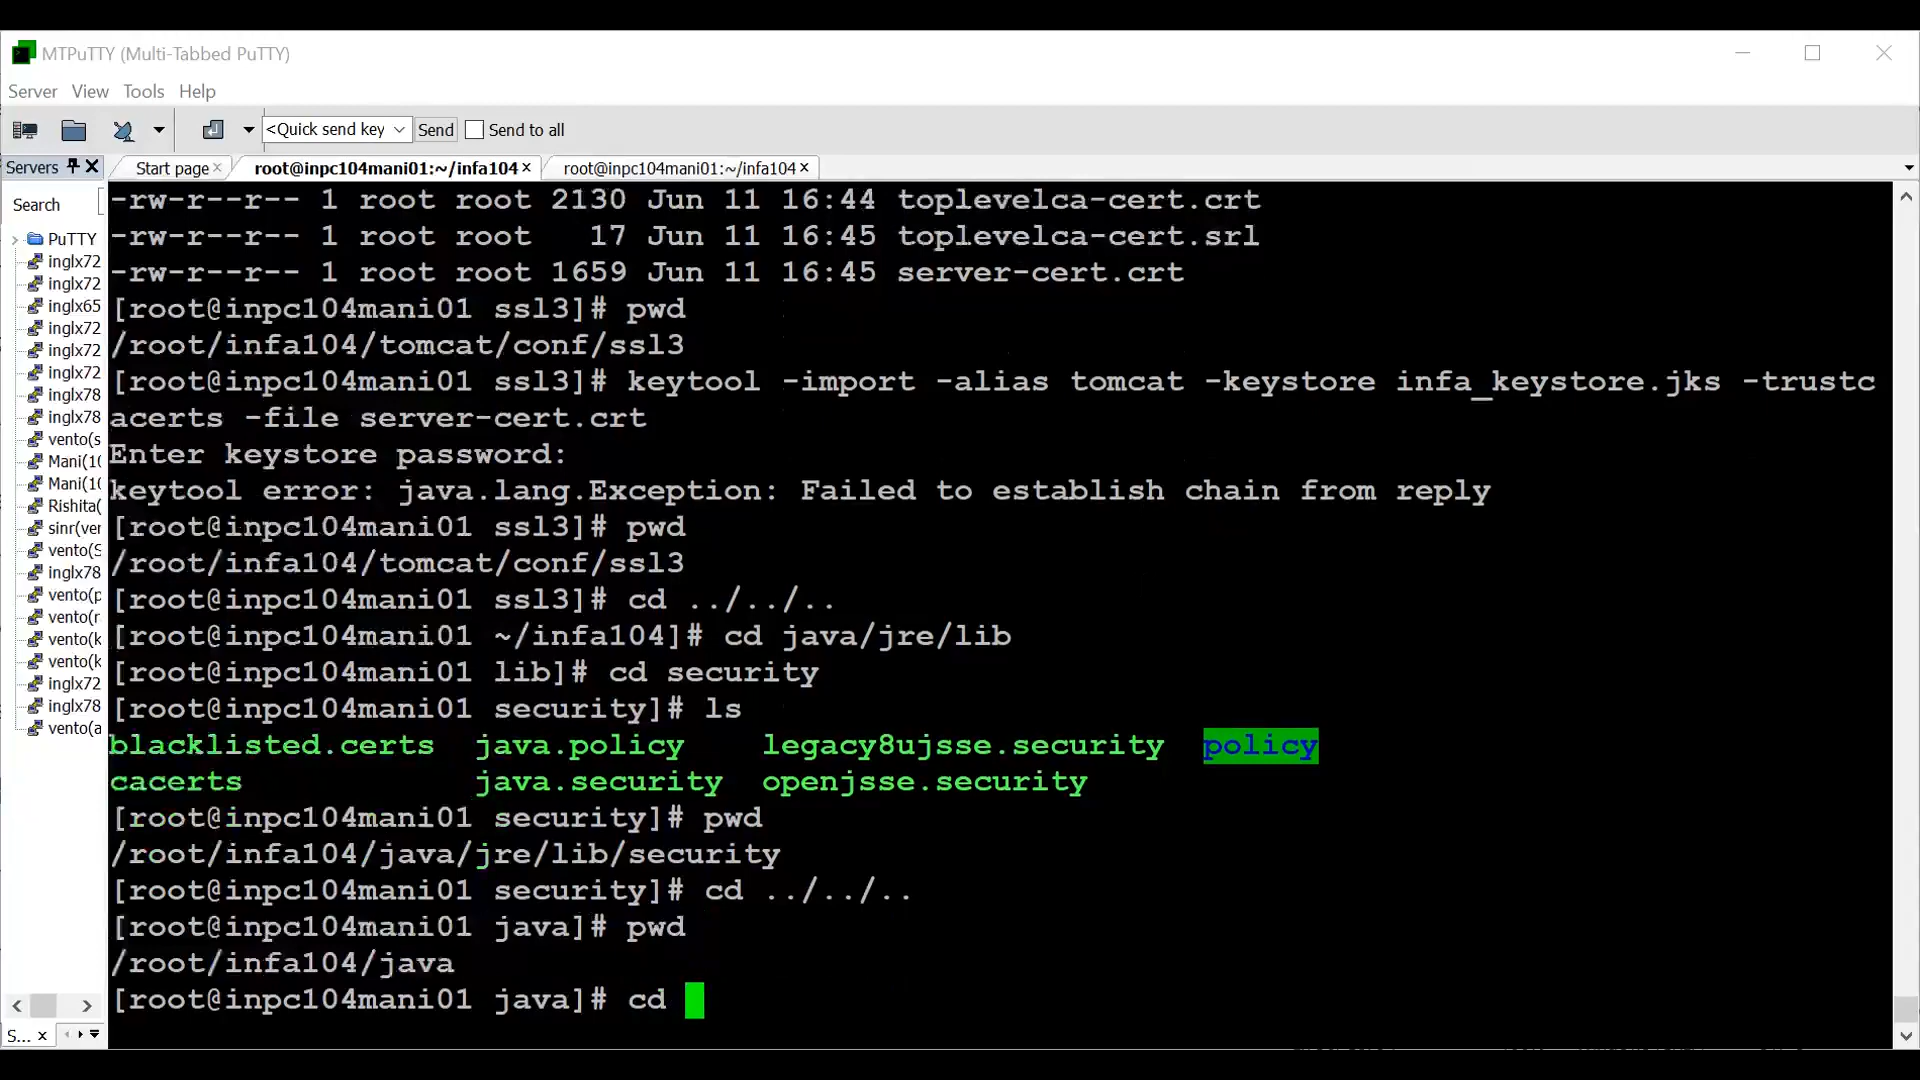 MTPuTTY (Multi-Tabbed PuTTY)
Server View Tools Help
<Quick send key Send Send to all
Servers Start page root@inpc104mani01:~/infa104 root@inpc104mani01:~/infa104
Search
PuTTY
inglx72
inglx72
inglx65
inglx72
inglx72
inglx72
inglx78
inglx78
vento(s
Mani(1(
Mani(1(
Rishita(
sinr(ver
vento(S
inglx78
vento(p
vento(r
vento(k
vento(k
inglx72
inglx78
vento(a
S...
-rw-r--r-- 1 root root 2130 Jun 11 16:44 toplevelca-cert.crt
-rw-r--r-- 1 root root   17 Jun 11 16:45 toplevelca-cert.srl
-rw-r--r-- 1 root root 1659 Jun 11 16:45 server-cert.crt
[root@inpc104mani01 ssl3]# pwd
/root/infa104/tomcat/conf/ssl3
[root@inpc104mani01 ssl3]# keytool -import -alias tomcat -keystore infa_keystore.jks -trustc
acerts -file server-cert.crt
Enter keystore password:
keytool error: java.lang.Exception: Failed to establish chain from reply
[root@inpc104mani01 ssl3]# pwd
/root/infa104/tomcat/conf/ssl3
[root@inpc104mani01 ssl3]# cd ../../..
[root@inpc104mani01 ~/infa104]# cd java/jre/lib
[root@inpc104mani01 lib]# cd security
[root@inpc104mani01 security]# ls
blacklisted.certs  java.policy    legacy8ujsse.security  policy
cacerts            java.security  openjsse.security
[root@inpc104mani01 security]# pwd
/root/infa104/java/jre/lib/security
[root@inpc104mani01 security]# cd ../../..
[root@inpc104mani01 java]# pwd
/root/infa104/java
[root@inpc104mani01 java]# cd